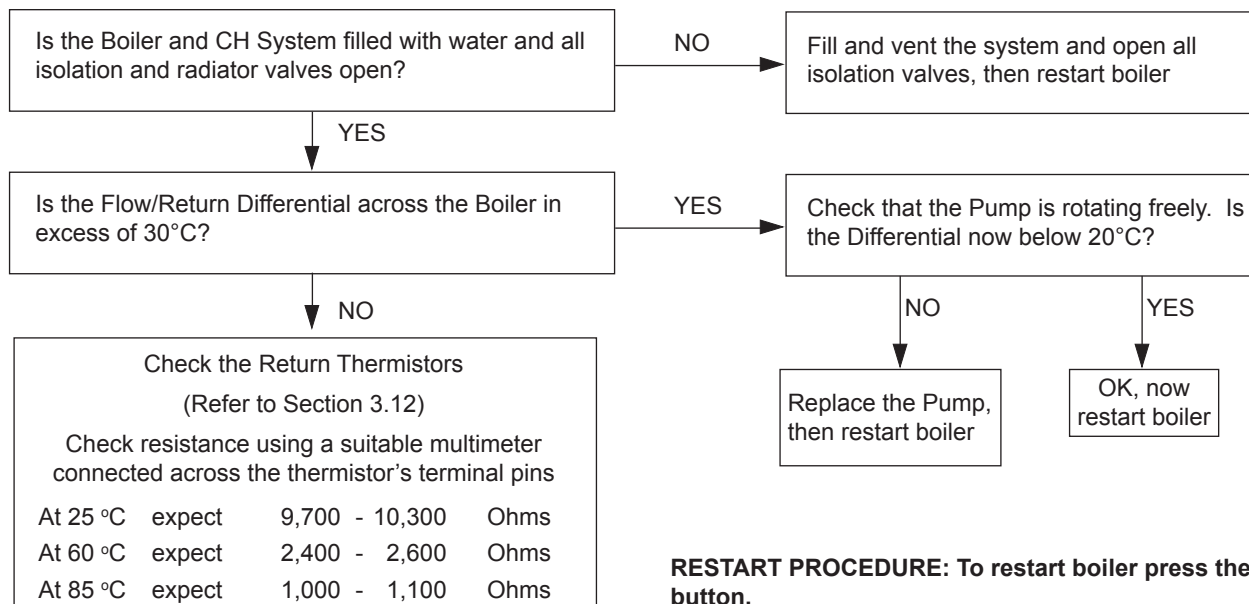 Is the Boiler and CH System filled with water and all
isolation and radiator valves open?
NO
Fill and vent the system and open all
isolation valves, then restart boiler
YES
Is the Flow/Return Differential across the Boiler in
excess of 30°C?
YES
Check that the Pump is rotating freely.  Is
the Differential now below 20°C?
NO
NO
YES
Check the Return Thermistors
(Refer to Section 3.12)
Check resistance using a suitable multimeter
connected across the thermistor's terminal pins
At 25 °C expect 9,700 - 10,300 Ohms
At 60 °C expect 2,400 - 2,600 Ohms
At 85 °C expect 1,000 - 1,100 Ohms
Replace the Pump,
then restart boiler
OK, now
restart boiler
RESTART PROCEDURE: To restart boiler press the
button.